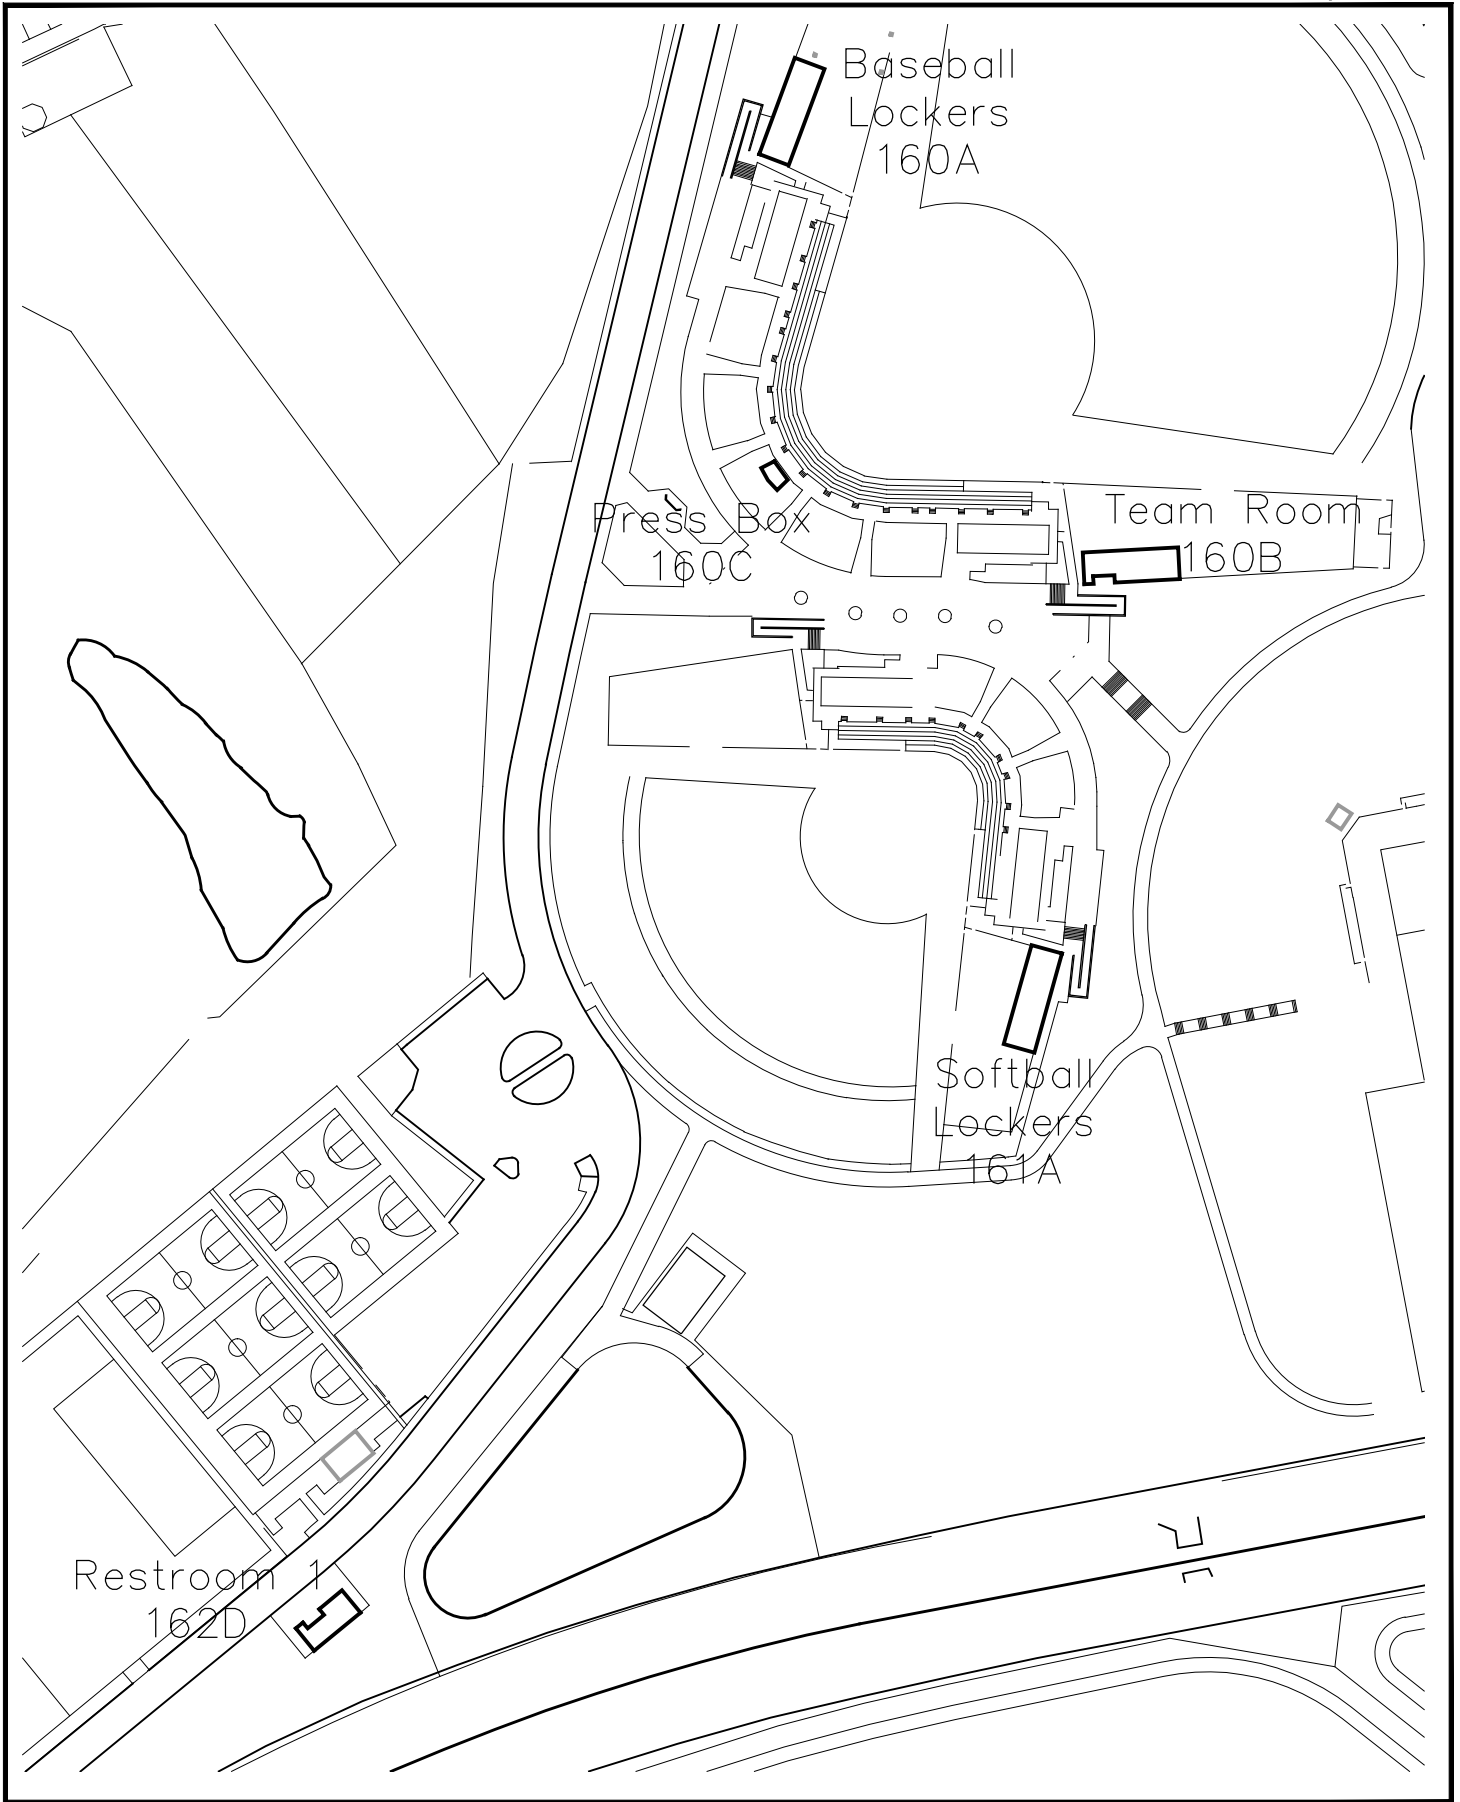 Baseball
Lockers
160A
Press Box
160C
Team Room
160B
Softball
Lockers
161A
Restroom 1
162D